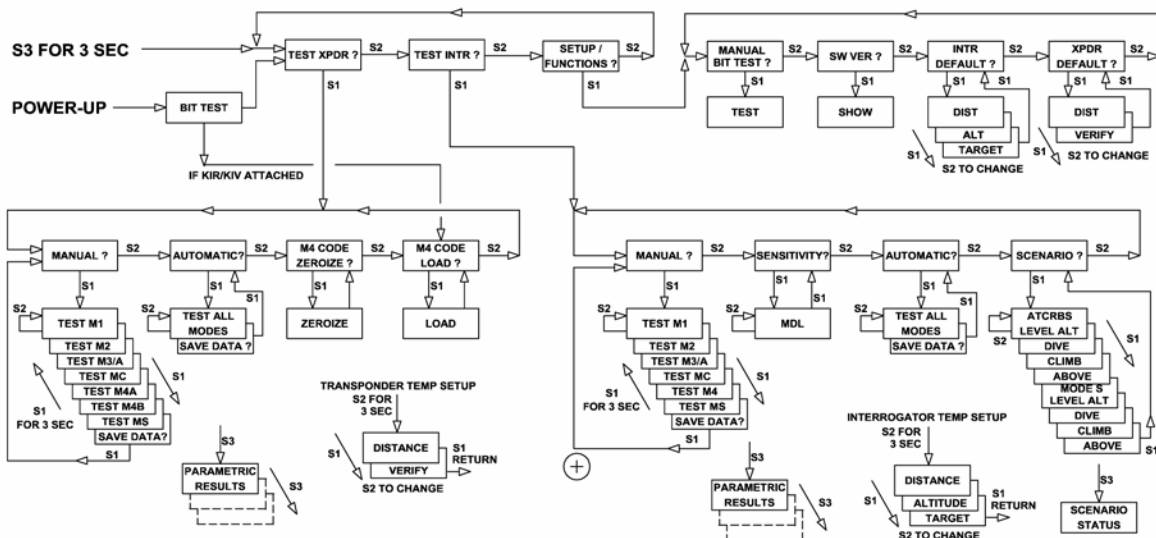 S3 FOR 3 SEC
TEST XPDR ?
S2
TEST INTR ?
S2
SETUP /
FUNCTIONS ?
S2
S1
S1
S1
POWER-UP
BIT TEST
IF KIR/KIV ATTACHED
MANUAL
BIT TEST ?
S2
SW VER ?
S2
INTR
DEFAULT ?
S2
XPDR
DEFAULT ?
S2
S1
TEST
S1
SHOW
S1
S1
DIST
ALT
TARGET
S1
S2 TO CHANGE
S1
S1
DIST
VERIFY
S1
S2 TO CHANGE
MANUAL ?
S2
AUTOMATIC?
S2
M4 CODE
ZEROIZE ?
S2
M4 CODE
LOAD ?
S2
S1
S2
TEST M1
TEST M2
TEST M3/A
TEST MC
TEST M4A
TEST M4B
TEST MS
SAVE DATA?
S1
S1
FOR 3 SEC
S1
S1
S1
S2
TEST ALL
MODES
SAVE DATA ?
S1
ZEROIZE
S1
LOAD
S3
PARAMETRIC
RESULTS
S3
TRANSPONDER TEMP SETUP
S2 FOR
3 SEC
DISTANCE
VERIFY
S1
S1
RETURN
S2 TO CHANGE
MANUAL ?
S2
SENSITIVITY?
S2
AUTOMATIC?
S2
SCENARIO ?
S2
S1
S2
TEST M1
TEST M2
TEST M3/A
TEST MC
TEST M4
TEST MS
SAVE DATA?
S1
S1
FOR 3 SEC
S1
S1
S1
S2
MDL
S1
S1
S2
TEST ALL
MODES
SAVE DATA ?
S1
S2
ATCRBS
LEVEL ALT
DIVE
CLIMB
ABOVE
MODE S
LEVEL ALT
DIVE
CLIMB
ABOVE
S1
S1
S3
PARAMETRIC
RESULTS
S3
INTERROGATOR TEMP SETUP
S2 FOR
3 SEC
DISTANCE
ALTITUDE
TARGET
S1
S1
RETURN
S2 TO CHANGE
S3
SCENARIO
STATUS